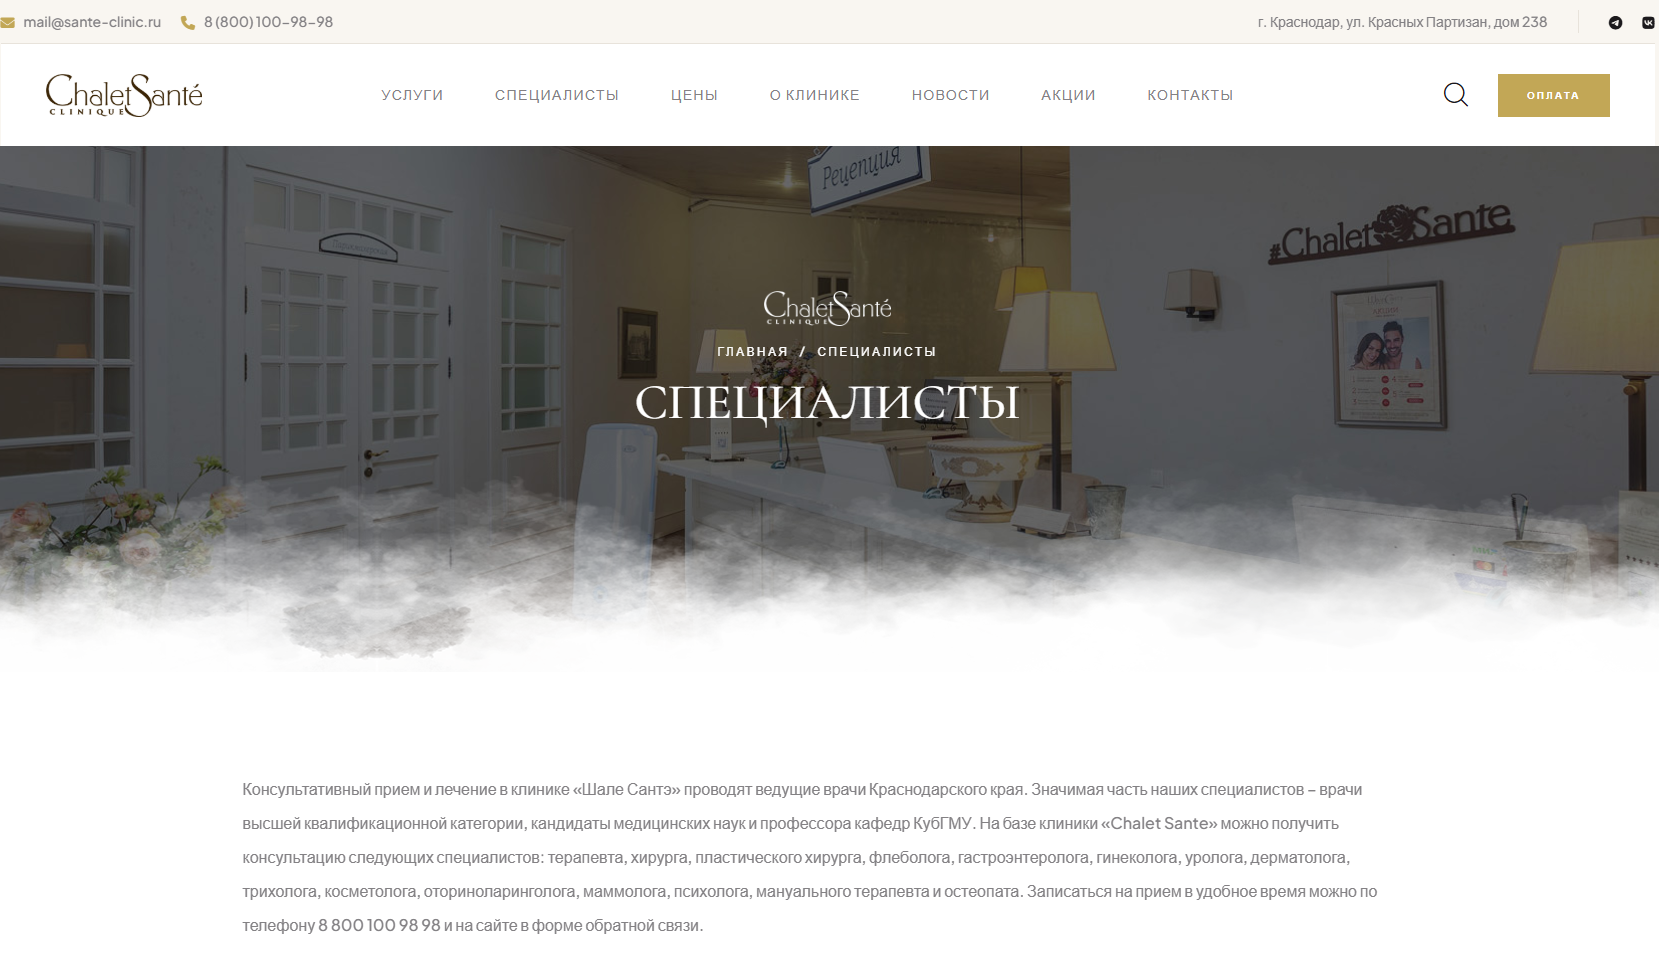 mail@sante-clinic.ru 8 (800) 100-98-98 г. Краснодар, ул. Красных Партизан, дом 238
ChaletSanté
CLINIQUE
УСЛУГИ СПЕЦИАЛИСТЫ ЦЕНЫ О КЛИНИКЕ НОВОСТИ АКЦИИ КОНТАКТЫ
ОПЛАТА
Рецепция
#Chalet Sante
ChaletSanté
CLINIQUE
ГЛАВНАЯ / СПЕЦИАЛИСТЫ
СПЕЦИАЛИСТЫ
Консультативный прием и лечение в клинике «Шале Сантэ» проводят ведущие врачи Краснодарского края. Значимая часть наших специалистов – врачи
высшей квалификационной категории, кандидаты медицинских наук и профессора кафедр КубГМУ. На базе клиники «Chalet Sante» можно получить
консультацию следующих специалистов: терапевта, хирурга, пластического хирурга, флеболога, гастроэнтеролога, гинеколога, уролога, дерматолога,
трихолога, косметолога, оториноларинголога, маммолога, психолога, мануального терапевта и остеопата. Записаться на прием в удобное время можно по
телефону 8 800 100 98 98 и на сайте в форме обратной связи.